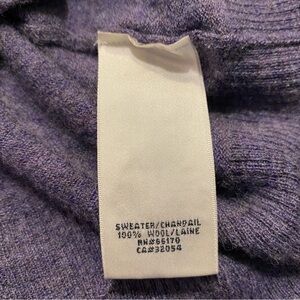 SWEATER/CHANDAIL
100% WOOL/LAINE
RN#66170
CA#32054